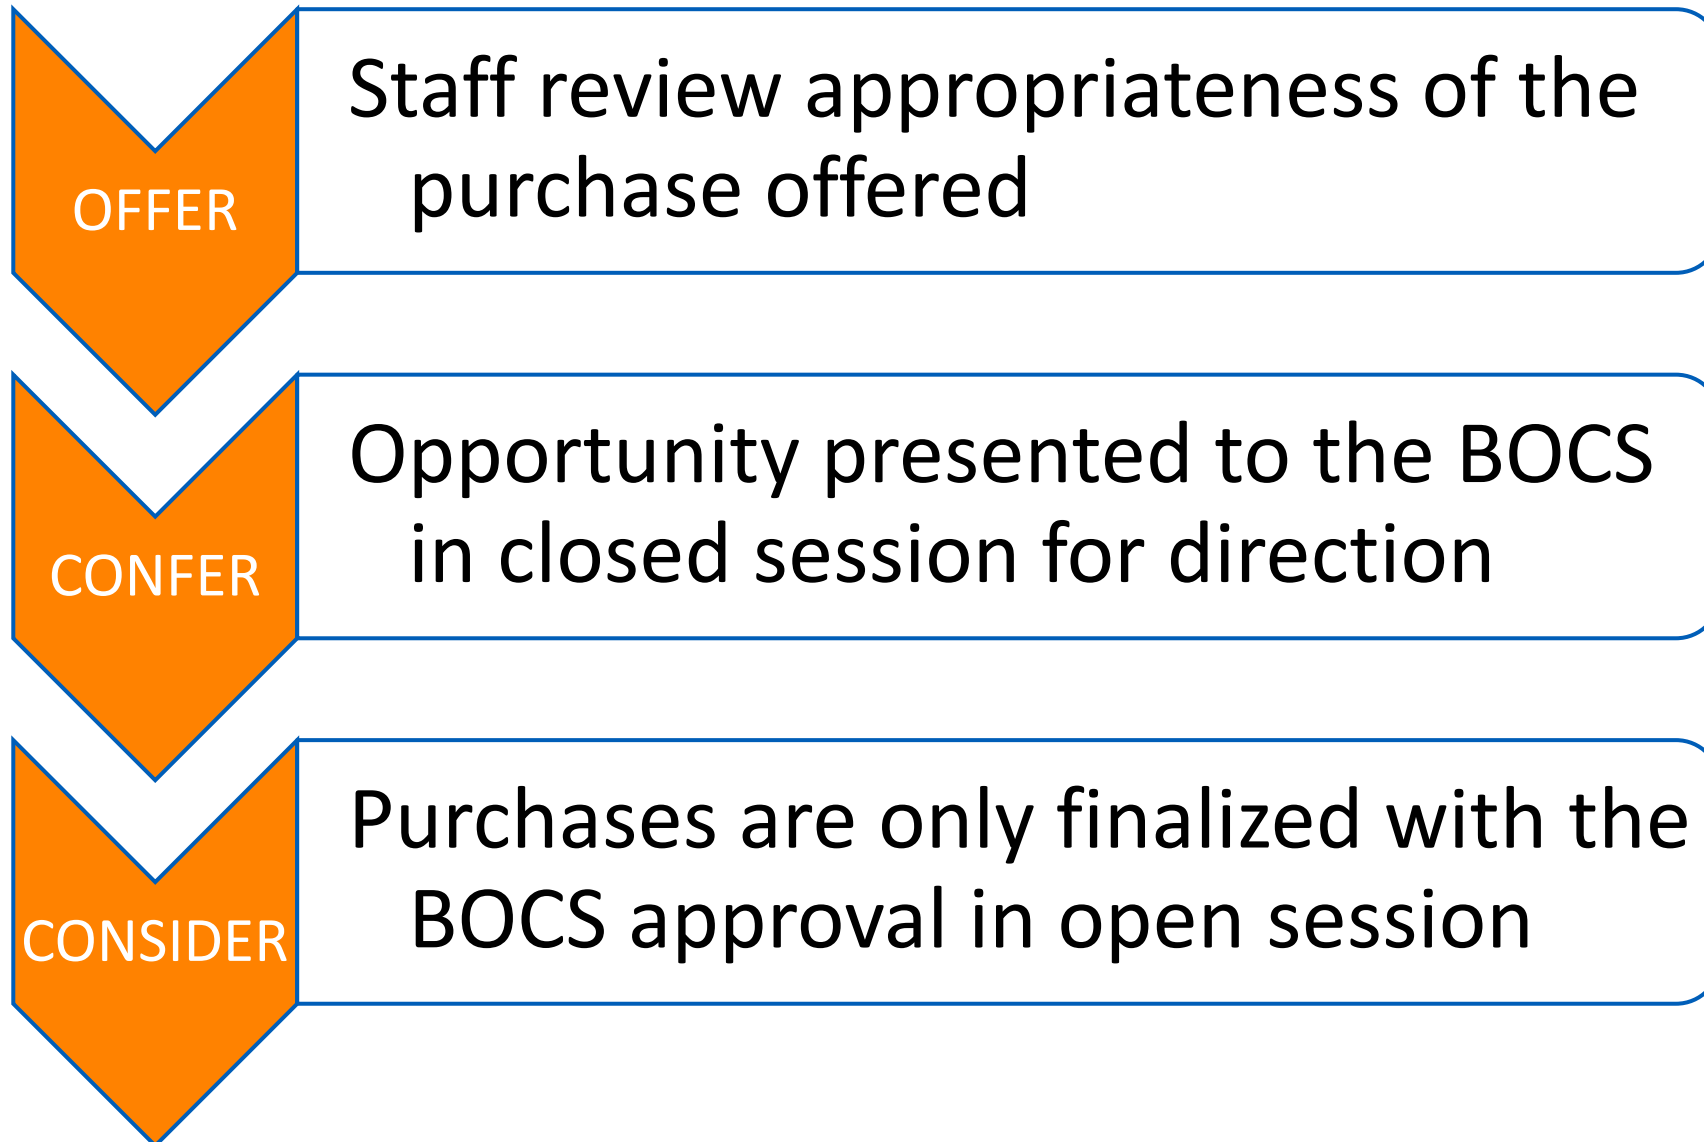 OFFER
Staff review appropriateness of the
purchase offered
CONFER
Opportunity presented to the BOCS
in closed session for direction
CONSIDER
Purchases are only finalized with the
BOCS approval in open session